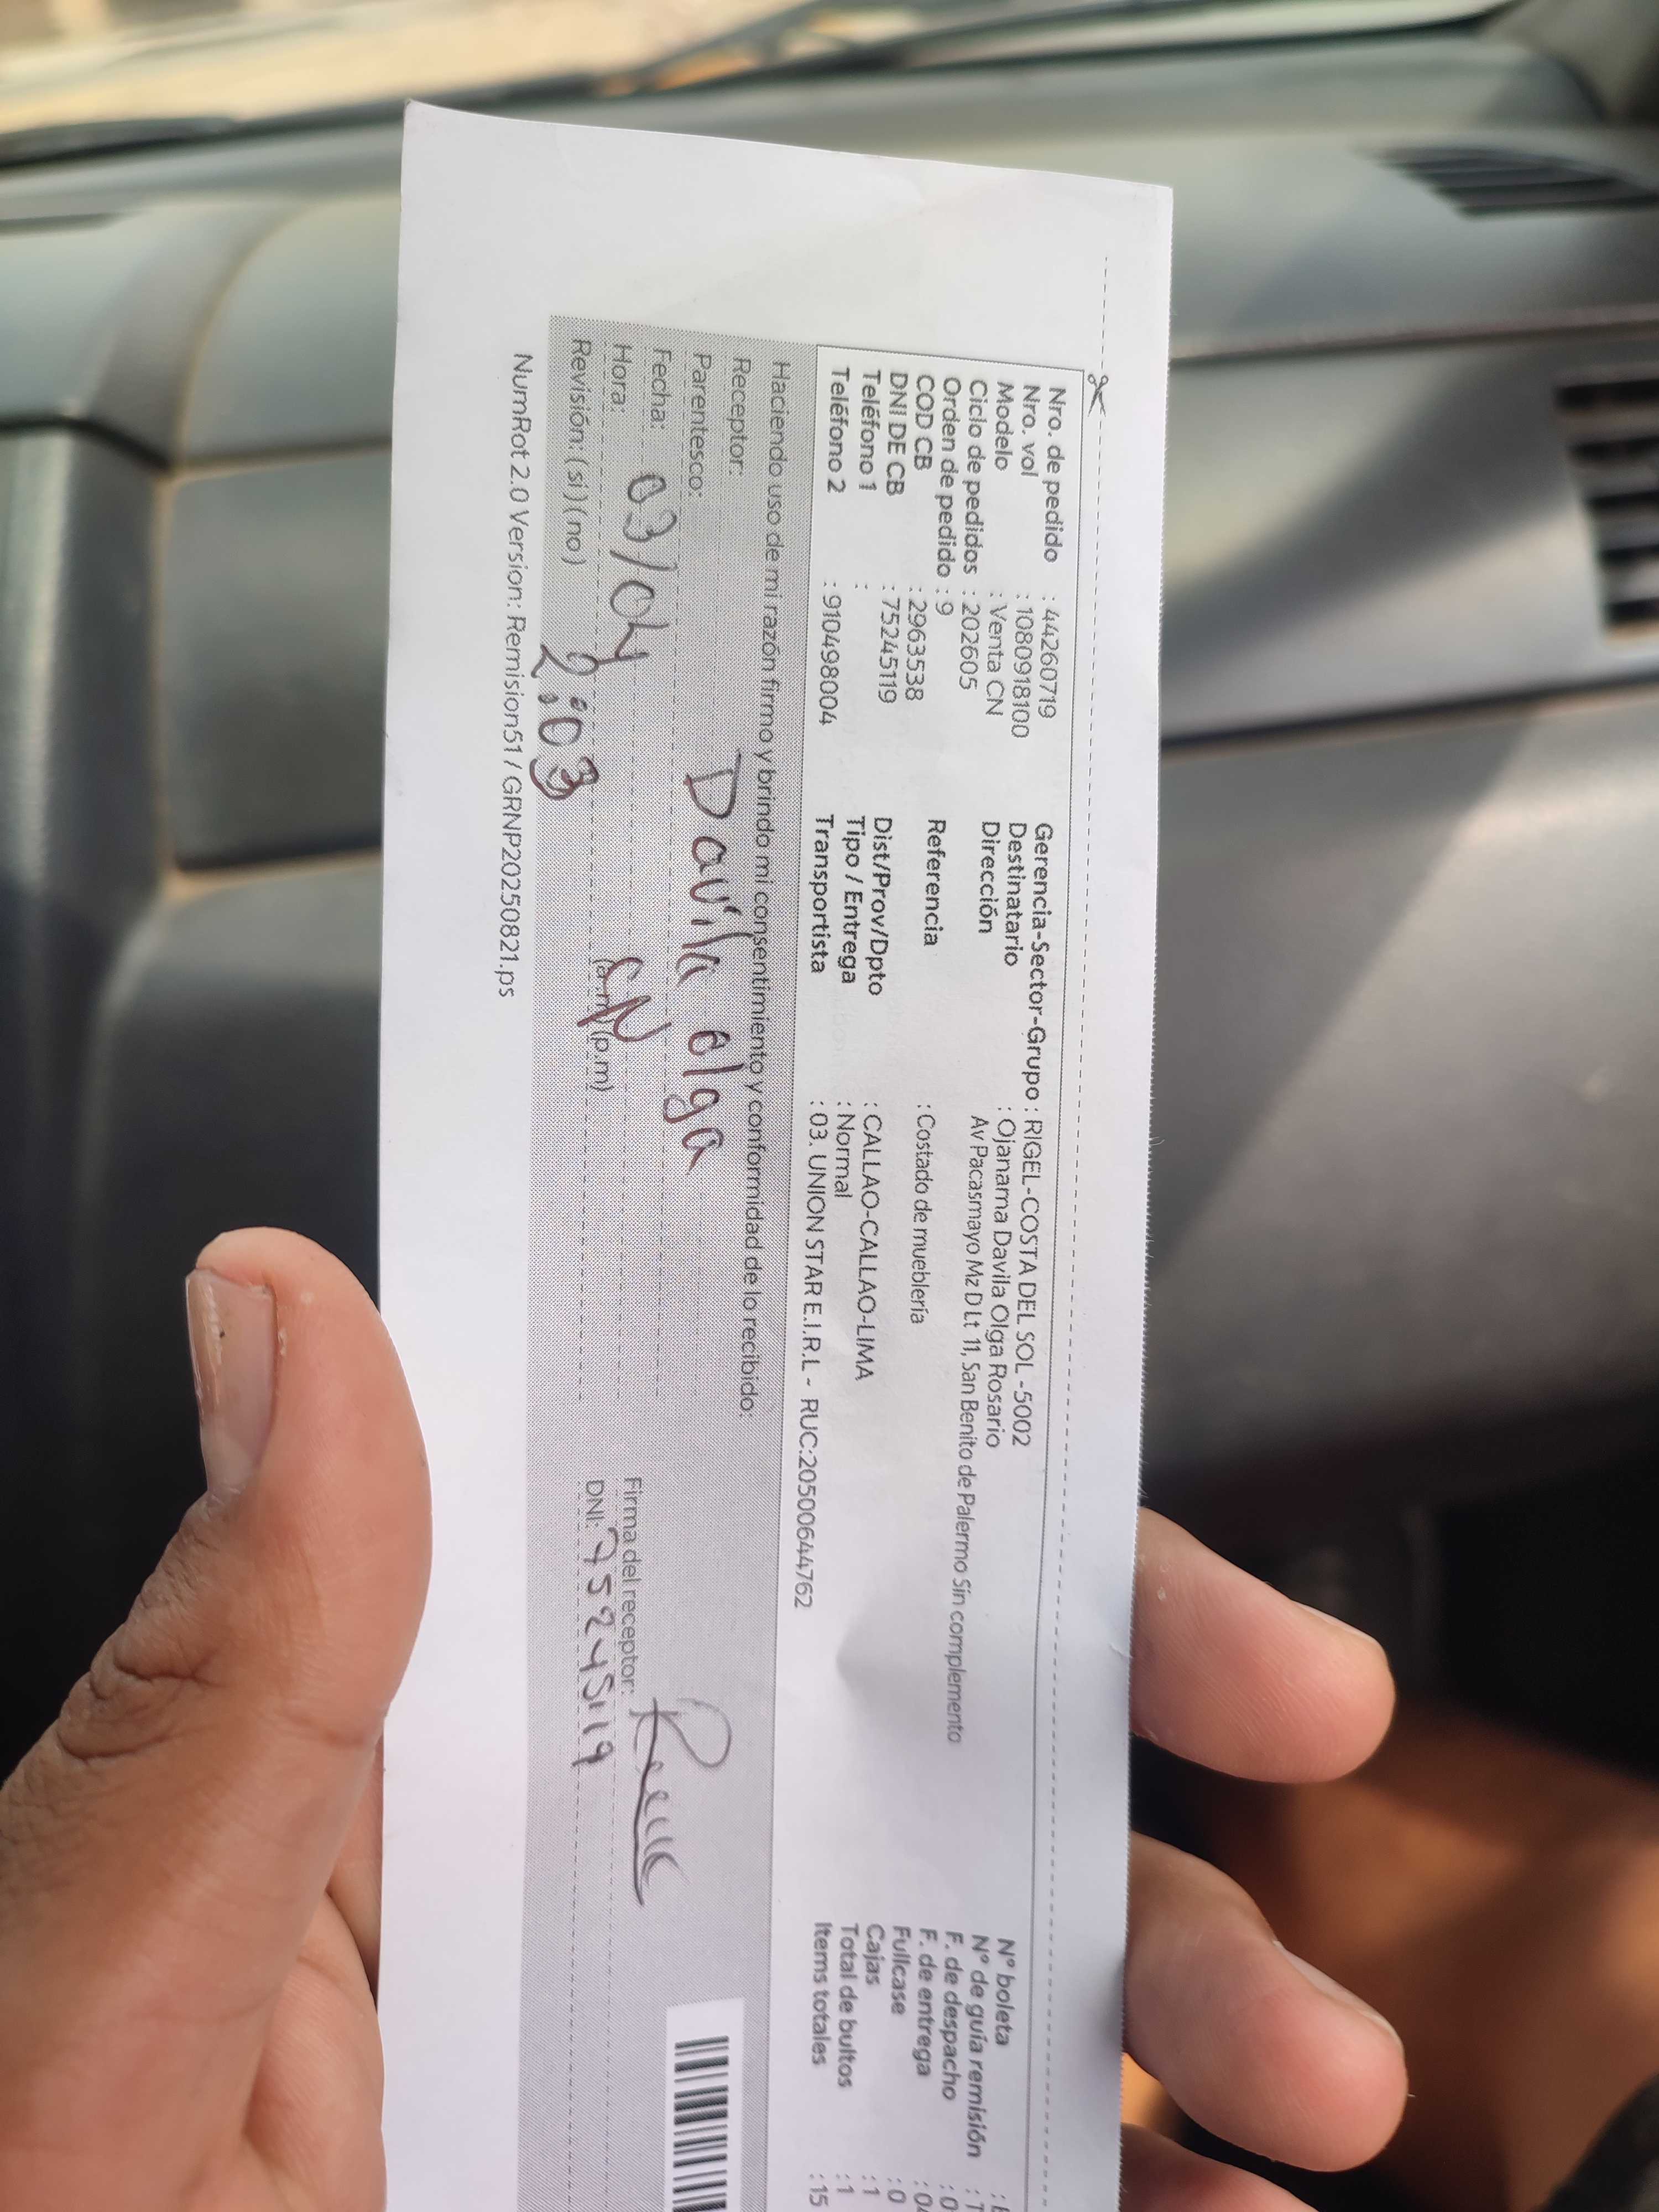 Nro. de pedido : 44260719
Nro. vol : 1080918100
Modelo : Venta CN
Ciclo de pedidos : 202605
Orden de pedido : 9
COD CB : 2963538
DNI DE CB : 75245119
Teléfono 1 :
Teléfono 2 : 910498004
Gerencia-Sector-Grupo : RIGEL-COSTA DEL SOL -5002
Destinatario : Ojanama Davila Olga Rosario
Dirección Av Pacasmayo Mz D Lt 11, San Benito de Palermo Sin complemento
Referencia : Costado de mueblería
Dist/Prov/Dpto : CALLAO-CALLAO-LIMA
Tipo / Entrega : Normal
Transportista : 03. UNION STAR E.I.R.L - RUC:20500644762
N° boleta :
N° de guía remisión : T
F. de despacho : 0
F. de entrega : 04
Fullcase : 0
Cajas : 1
Total de bultos : 1
Items totales : 15
Haciendo uso de mi razón firmo y brindo mi consentimiento y conformidad de lo recibido:
Receptor: Davila olga
Parentesco: CN
Fecha: 03/04
Hora: 2:03 (a.m) (p.m)
Revisión: (si) (no)
Firma del receptor:
DNI: 75245119
NumRot 2.0 Version: Remision51 / GRNP20250821.ps